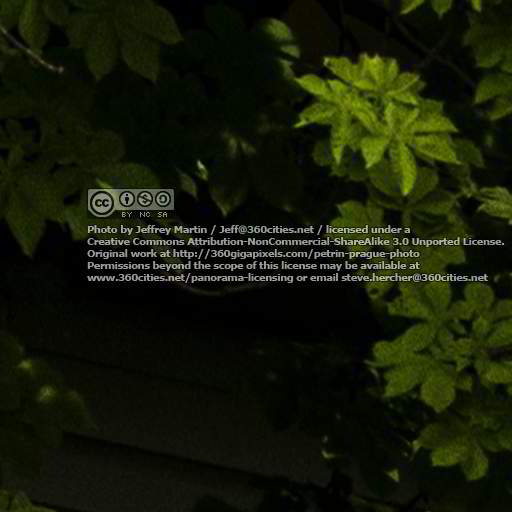 cc BY NC SA
Photo by Jeffrey Martin / Jeff@360cities.net / licensed under a
Creative Commons Attribution-NonCommercial-ShareAlike 3.0 Unported License.
Original work at http://360gigapixels.com/petrin-prague-photo
Permissions beyond the scope of this license may be available at
www.360cities.net/panorama-licensing or email steve.hercher@360cities.net